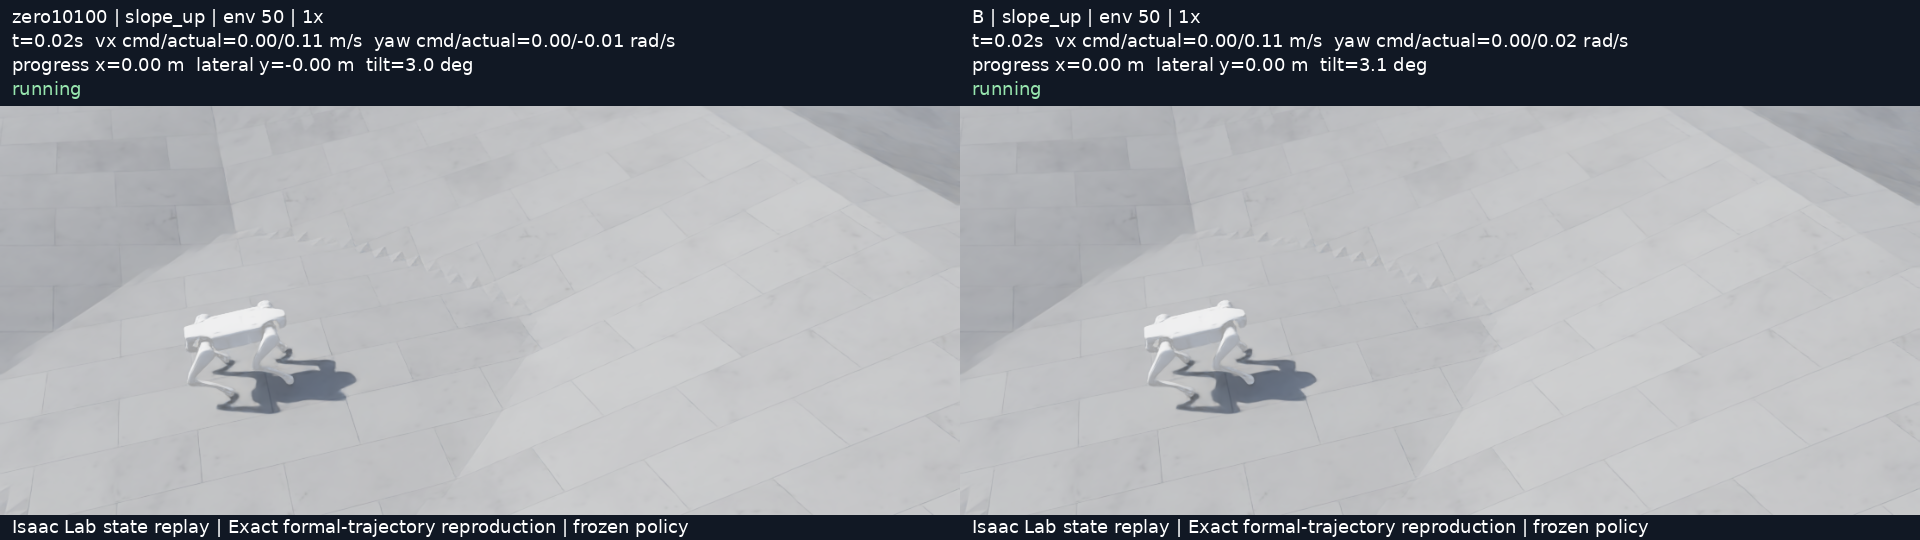 zero10100 | slope_up | env 50 | 1x
t=0.02s  vx cmd/actual=0.00/0.11 m/s  yaw cmd/actual=0.00/-0.01 rad/s
progress x=0.00 m  lateral y=-0.00 m  tilt=3.0 deg
running
Isaac Lab state replay | Exact formal-trajectory reproduction | frozen policy
B | slope_up | env 50 | 1x
t=0.02s  vx cmd/actual=0.00/0.11 m/s  yaw cmd/actual=0.00/0.02 rad/s
progress x=0.00 m  lateral y=0.00 m  tilt=3.1 deg
running
Isaac Lab state replay | Exact formal-trajectory reproduction | frozen policy